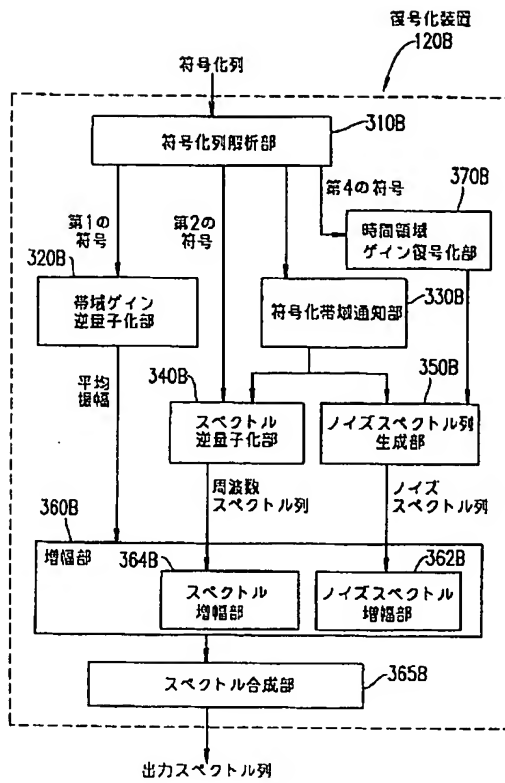 復号化装置
120B
符号化列
310B
符号化列解析部
第1の
符号
第2の
符号
第4の符号
370B
時間領域
ゲイン復号化部
320B
帯域ゲイン
逆量子化部
330B
符号化帯域通知部
平均
振幅
340B
スペクトル
逆量子化部
350B
ノイズスペクトル列
生成部
周波数
スペクトル列
ノイズ
スペクトル列
360B
増幅部
364B
スペクトル
増幅部
362B
ノイズスペクトル
増幅部
スペクトル合成部
365B
出力スペクトル列